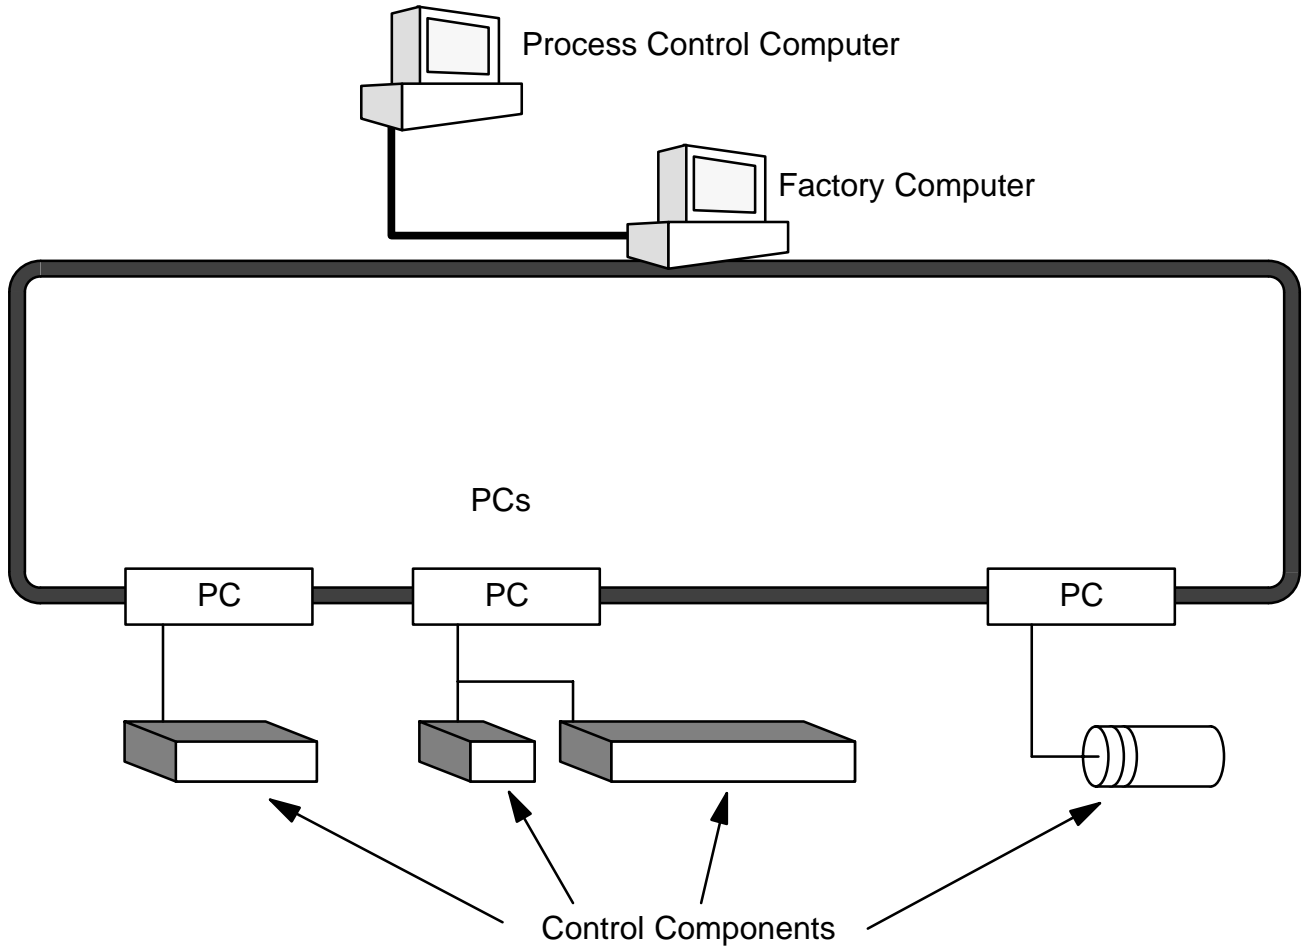 Process Control Computer
Factory Computer
PCs
PC
PC
PC
Control Components